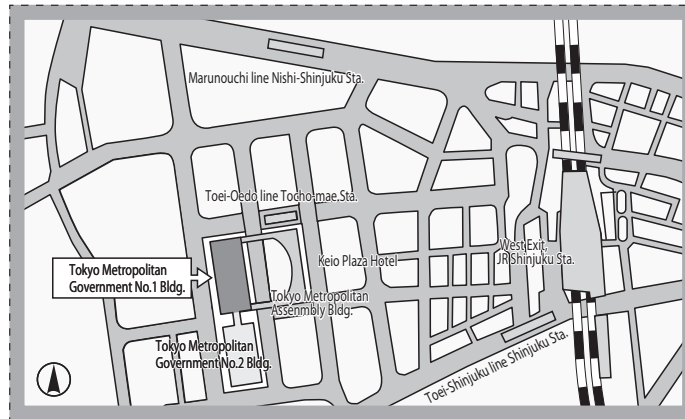 Marunouchi line Nishi-Shinjuku Sta.
Toei-Oedo line Tocho-mae,Sta.
West Exit,
JR Shinjuku Sta.
Keio Plaza Hotel
Tokyo Metropolitan
Government No.1 Bldg.
Tokyo Metropolitan
Assenmbly Bldg.
Tokyo Metropolitan
Government No.2 Bldg.
Toei-Shinjuku line Shinjuku Sta.